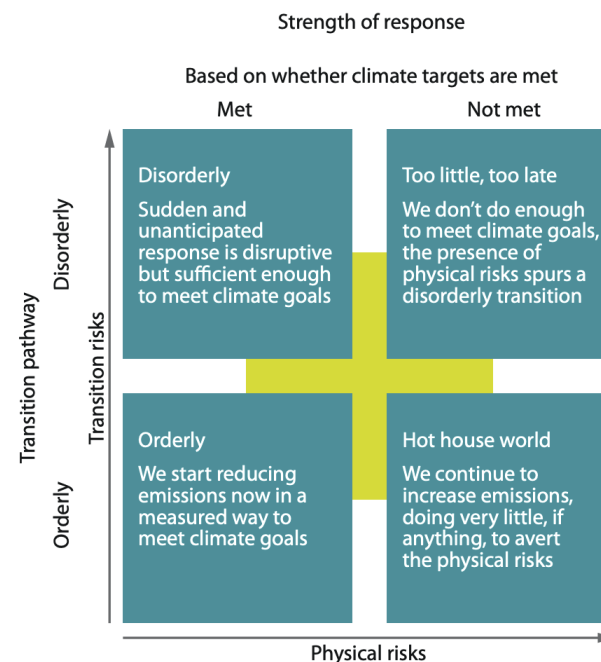 Strength of response
Based on whether climate targets are met
Met
Not met
Transition pathway
Disorderly
Orderly
Transition risks
Disorderly
Sudden and
unanticipated
response is disruptive
but sufficient enough
to meet climate goals
Too little, too late
We don’t do enough
to meet climate goals,
the presence of
physical risks spurs a
disorderly transition
Orderly
We start reducing
emissions now in a
measured way to
meet climate goals
Hot house world
We continue to
increase emissions,
doing very little, if
anything, to avert
the physical risks
Physical risks